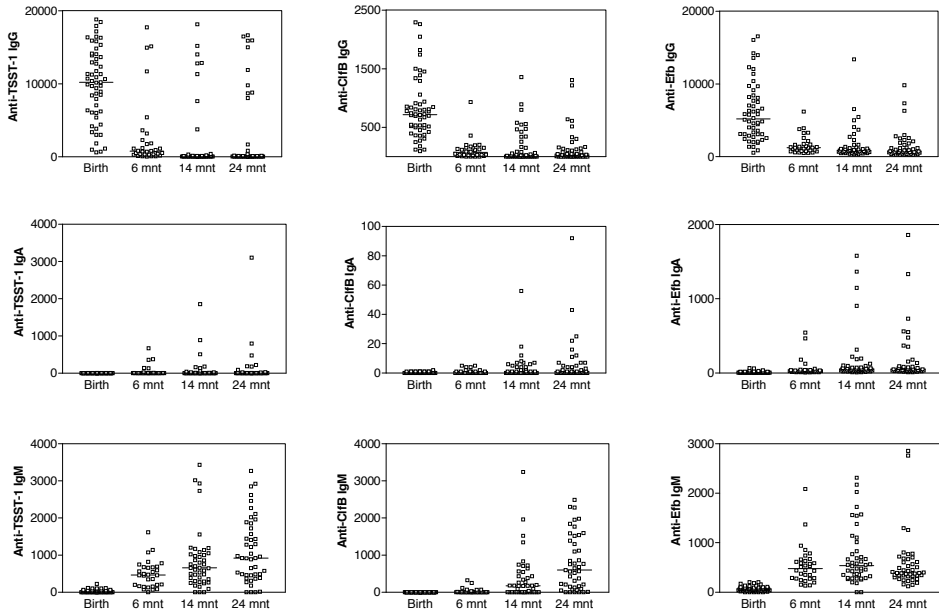 Anti-TSST-1 IgG
20000
10000
0
Birth 6 mnt 14 mnt 24 mnt
Anti-ClfB IgG
2500
1500
500
Birth 6 mnt 14 mnt 24 mnt
Anti-Efb IgG
20000
10000
0
Birth 6 mnt 14 mnt 24 mnt
Anti-TSST-1 IgA
4000
3000
2000
1000
0
Birth 6 mnt 14 mnt 24 mnt
Anti-ClfB IgA
100
80
60
40
20
0
Birth 6 mnt 14 mnt 24 mnt
Anti-Efb IgA
2000
1000
0
Birth 6 mnt 14 mnt 24 mnt
Anti-TSST-1 IgM
4000
3000
2000
1000
0
Birth 6 mnt 14 mnt 24 mnt
Anti-ClfB IgM
4000
3000
2000
1000
0
Birth 6 mnt 14 mnt 24 mnt
Anti-Efb IgM
3000
2000
1000
0
Birth 6 mnt 14 mnt 24 mnt